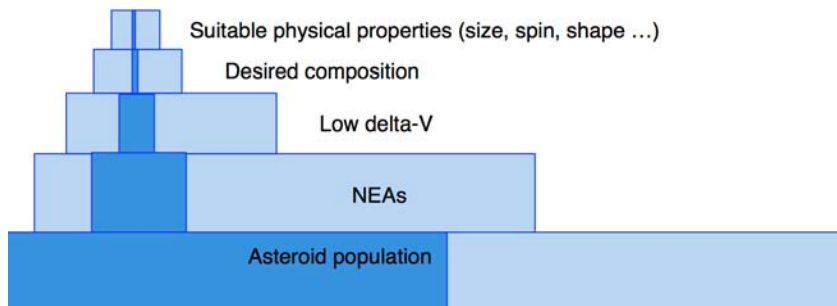 Suitable physical properties (size, spin, shape ...)
Desired composition
Low delta-V
NEAs
Asteroid population